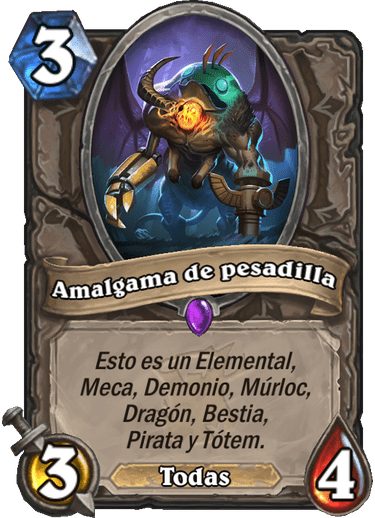 3
Amalgama de pesadilla
Esto es un Elemental,
Meca, Demonio, Múrloc,
Dragón, Bestia,
Pirata y Tótem.
3
Todas
4